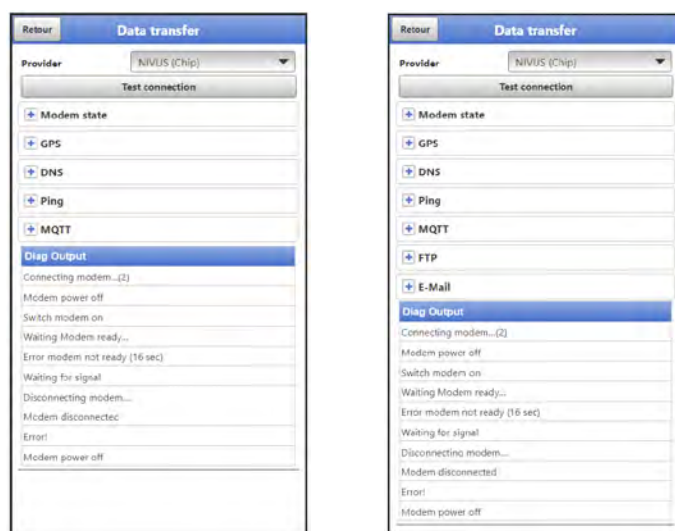 Retour
Data transfer
Provider
NIVUS (Chip)
Test connection
Modem state
GPS
DNS
Ping
MQTT
Diag Output
Connecting modem...(2)
Modem power off
Switch modem on
Waiting Modem ready...
Error modem not ready (16 sec)
Waiting for signal
Disconnecting modem...
Modem disconnected
Error!
Modem power off
Retour
Data transfer
Provider
NIVUS (Chip)
Test connection
Modem state
GPS
DNS
Ping
MQTT
FTP
E-Mail
Diag Output
Connecting modem...(2)
Modem power off
Switch modem on
Waiting Modem ready...
Error modem not ready (16 sec)
Waiting for signal
Disconnecting modem...
Modem disconnected
Error!
Modem power off